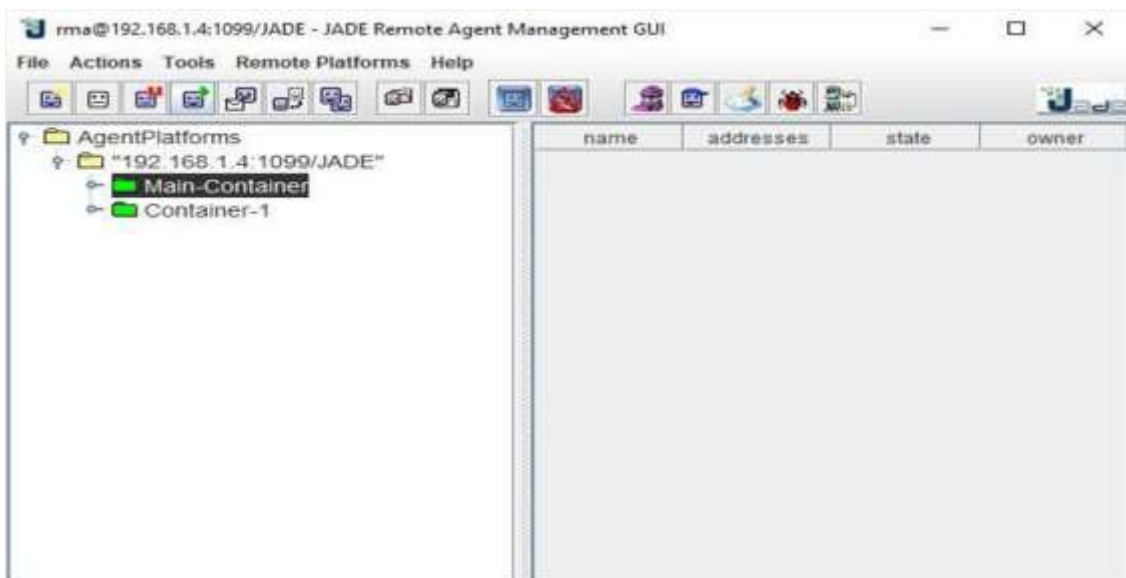 rma@192.168.1.4:1099/JADE - JADE Remote Agent Management GUI
File Actions Tools Remote Platforms Help
Jade
AgentPlatforms
"192.168.1.4:1099/JADE"
Main-Container
Container-1
name addresses state owner